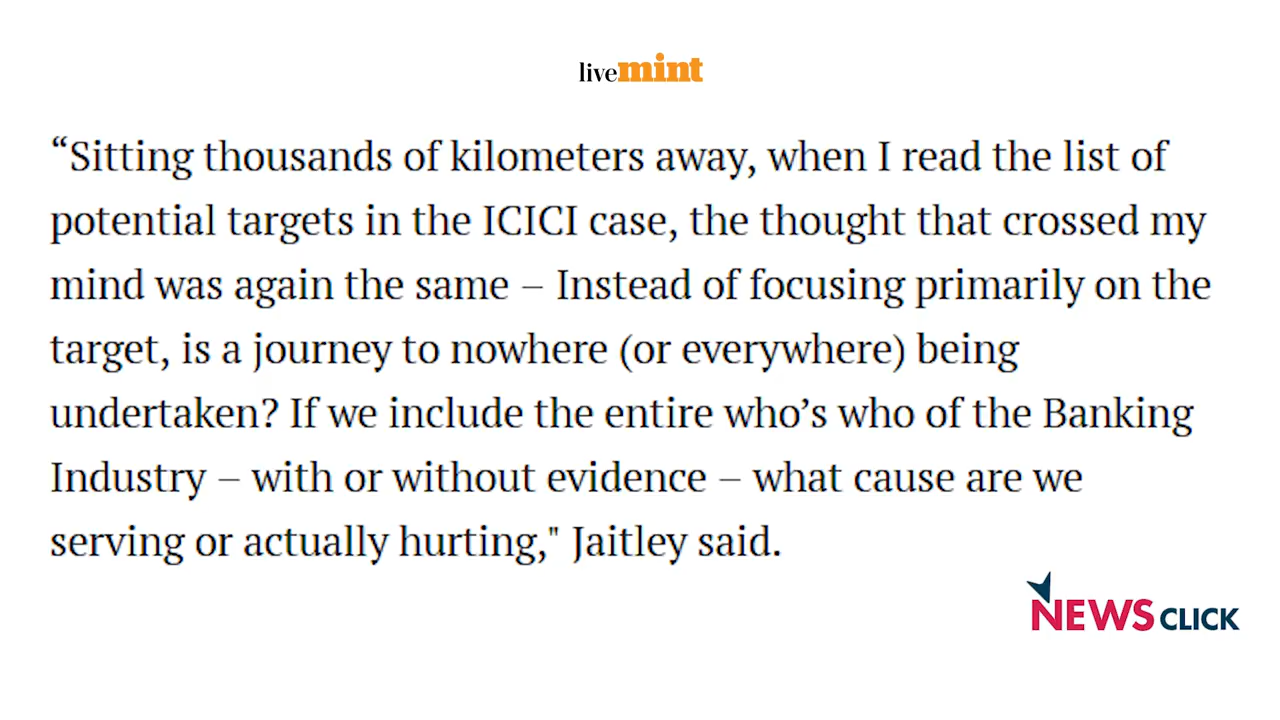 livemint
“Sitting thousands of kilometers away, when I read the list of
potential targets in the ICICI case, the thought that crossed my
mind was again the same – Instead of focusing primarily on the
target, is a journey to nowhere (or everywhere) being
undertaken? If we include the entire who’s who of the Banking
Industry – with or without evidence – what cause are we
serving or actually hurting," Jaitley said.
NEWSCLICK